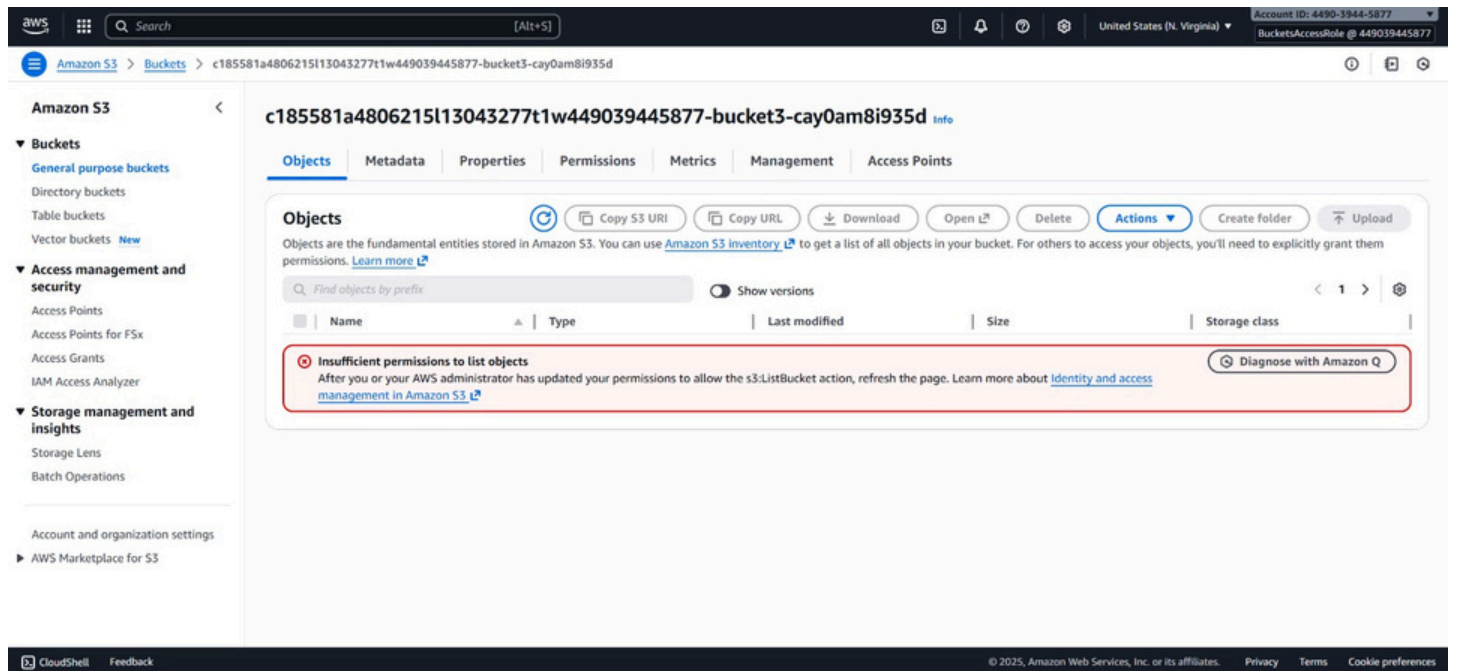 aws
Search [Alt+S]
United States (N. Virginia)
Account ID: 4490-3944-5877
BucketsAccessRole @ 449039445877
Amazon S3 > Buckets > c185581a4806215l13043277t1w449039445877-bucket3-cay0am8i935d
Amazon S3
Buckets
General purpose buckets
Directory buckets
Table buckets
Vector buckets New
Access management and
security
Access Points
Access Points for FSx
Access Grants
IAM Access Analyzer
Storage management and
insights
Storage Lens
Batch Operations
Account and organization settings
AWS Marketplace for S3
c185581a4806215l13043277t1w449039445877-bucket3-cay0am8i935d Info
Objects Metadata Properties Permissions Metrics Management Access Points
Objects
Copy S3 URI Copy URL Download Open Delete Actions Create folder Upload
Objects are the fundamental entities stored in Amazon S3. You can use Amazon S3 inventory to get a list of all objects in your bucket. For others to access your objects, you'll need to explicitly grant them
permissions. Learn more
Find objects by prefix
Show versions
< 1 >
Name Type Last modified Size Storage class
Insufficient permissions to list objects
After you or your AWS administrator has updated your permissions to allow the s3:ListBucket action, refresh the page. Learn more about Identity and access
management in Amazon S3
Diagnose with Amazon Q
CloudShell Feedback
© 2025, Amazon Web Services, Inc. or its affiliates. Privacy Terms Cookie preferences